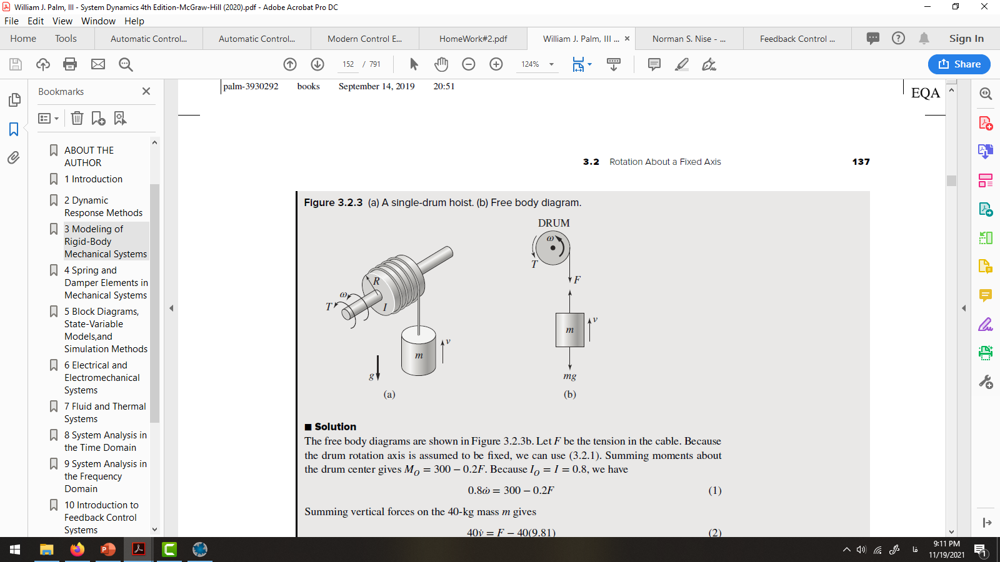 William J. Palm, III - System Dynamics 4th Edition-McGraw-Hill (2020).pdf - Adobe Acrobat Pro DC
File Edit View Window Help
Home Tools Automatic Control... Automatic Control... Modern Control E... HomeWork#2.pdf William J. Palm, III ... × Norman S. Nise - ... Feedback Control ... Sign In
152 / 791 124% Share
Bookmarks
ABOUT THE
AUTHOR
1 Introduction
2 Dynamic
Response Methods
3 Modeling of
Rigid-Body
Mechanical Systems
4 Spring and
Damper Elements in
Mechanical Systems
5 Block Diagrams,
State-Variable
Models,and
Simulation Methods
6 Electrical and
Electromechanical
Systems
7 Fluid and Thermal
Systems
8 System Analysis in
the Time Domain
9 System Analysis in
the Frequency
Domain
10 Introduction to
Feedback Control
Systems
palm-3930292 books September 14, 2019 20:51
EQA
3.2 Rotation About a Fixed Axis 137
Figure 3.2.3 (a) A single-drum hoist. (b) Free body diagram.
R
ω
T
I
m
v
g
(a)
DRUM
ω
T
F
m
v
mg
(b)
■ Solution
The free body diagrams are shown in Figure 3.2.3b. Let F be the tension in the cable. Because
the drum rotation axis is assumed to be fixed, we can use (3.2.1). Summing moments about
the drum center gives M_O = 300 − 0.2F. Because I_O = I = 0.8, we have
0.8ω̇ = 300 − 0.2F (1)
Summing vertical forces on the 40-kg mass m gives
40v̇ = F − 40(9.81) (2)
فا
9:11 PM
11/19/2021
1